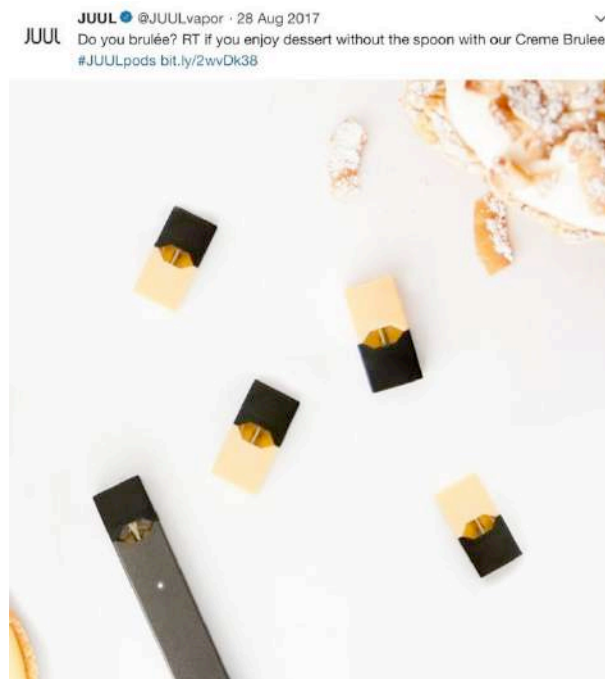 JUUL @JUULvapor · 28 Aug 2017
JUUL
Do you brulée? RT if you enjoy dessert without the spoon with our Creme Brulee
#JUULpods bit.ly/2wvDk38